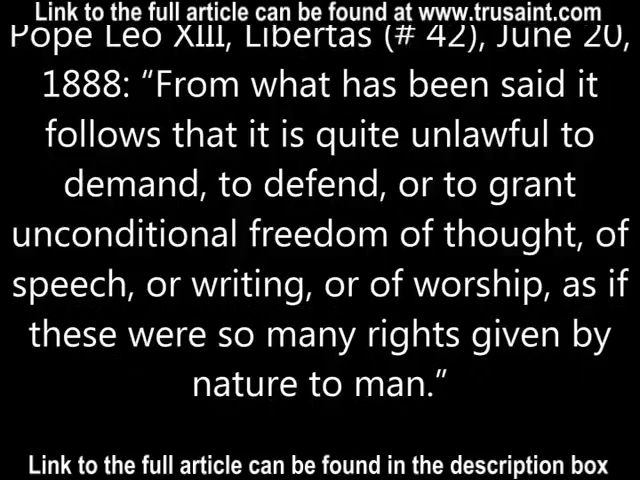 Link to the full article can be found at www.trusaint.com
Pope Leo XIII, Libertas (# 42), June 20,
1888: “From what has been said it
follows that it is quite unlawful to
demand, to defend, or to grant
unconditional freedom of thought, of
speech, or writing, or of worship, as if
these were so many rights given by
nature to man.”
Link to the full article can be found in the description box